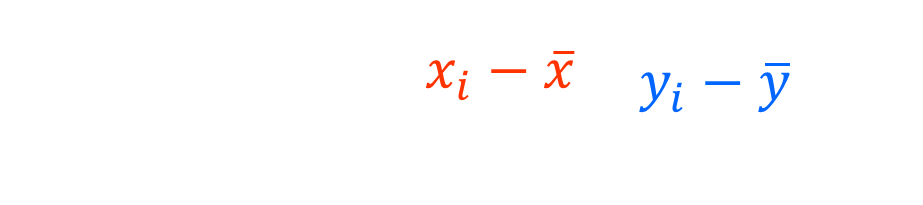 xᵢ − x̄ yᵢ − ȳ